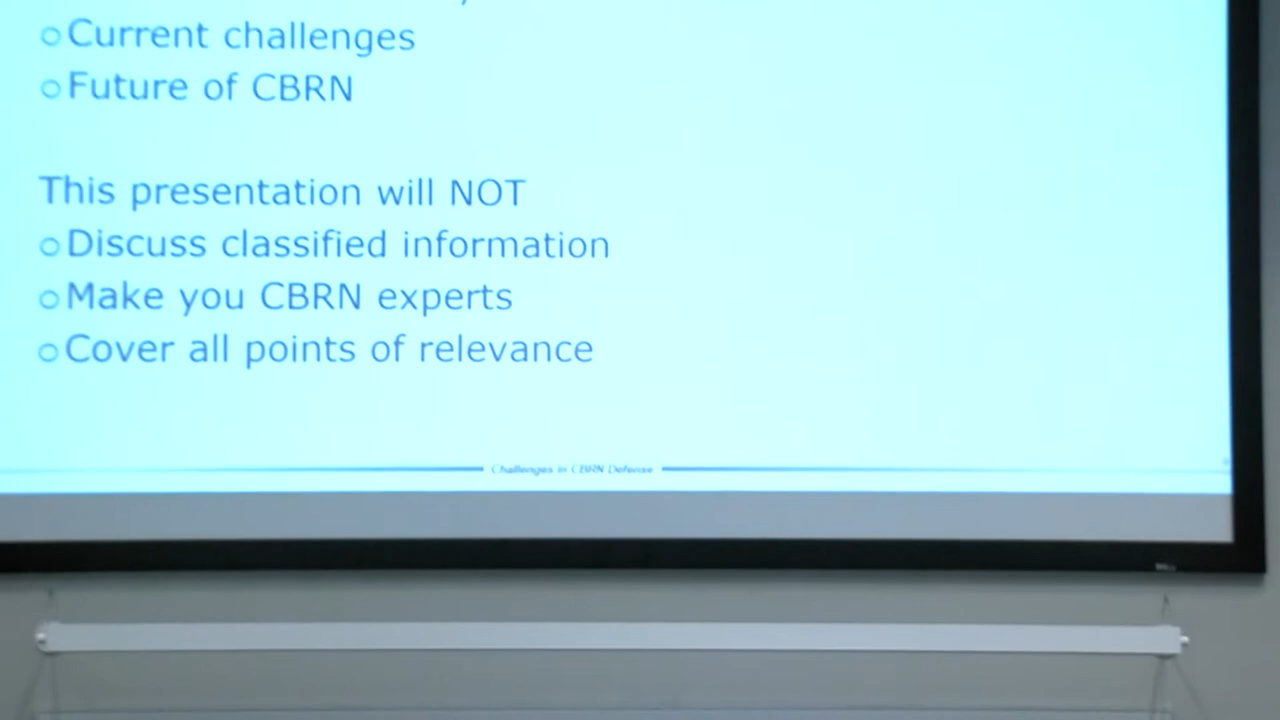 Current challenges
Future of CBRN
This presentation will NOT
Discuss classified information
Make you CBRN experts
Cover all points of relevance
Challenges in CBRN Defense